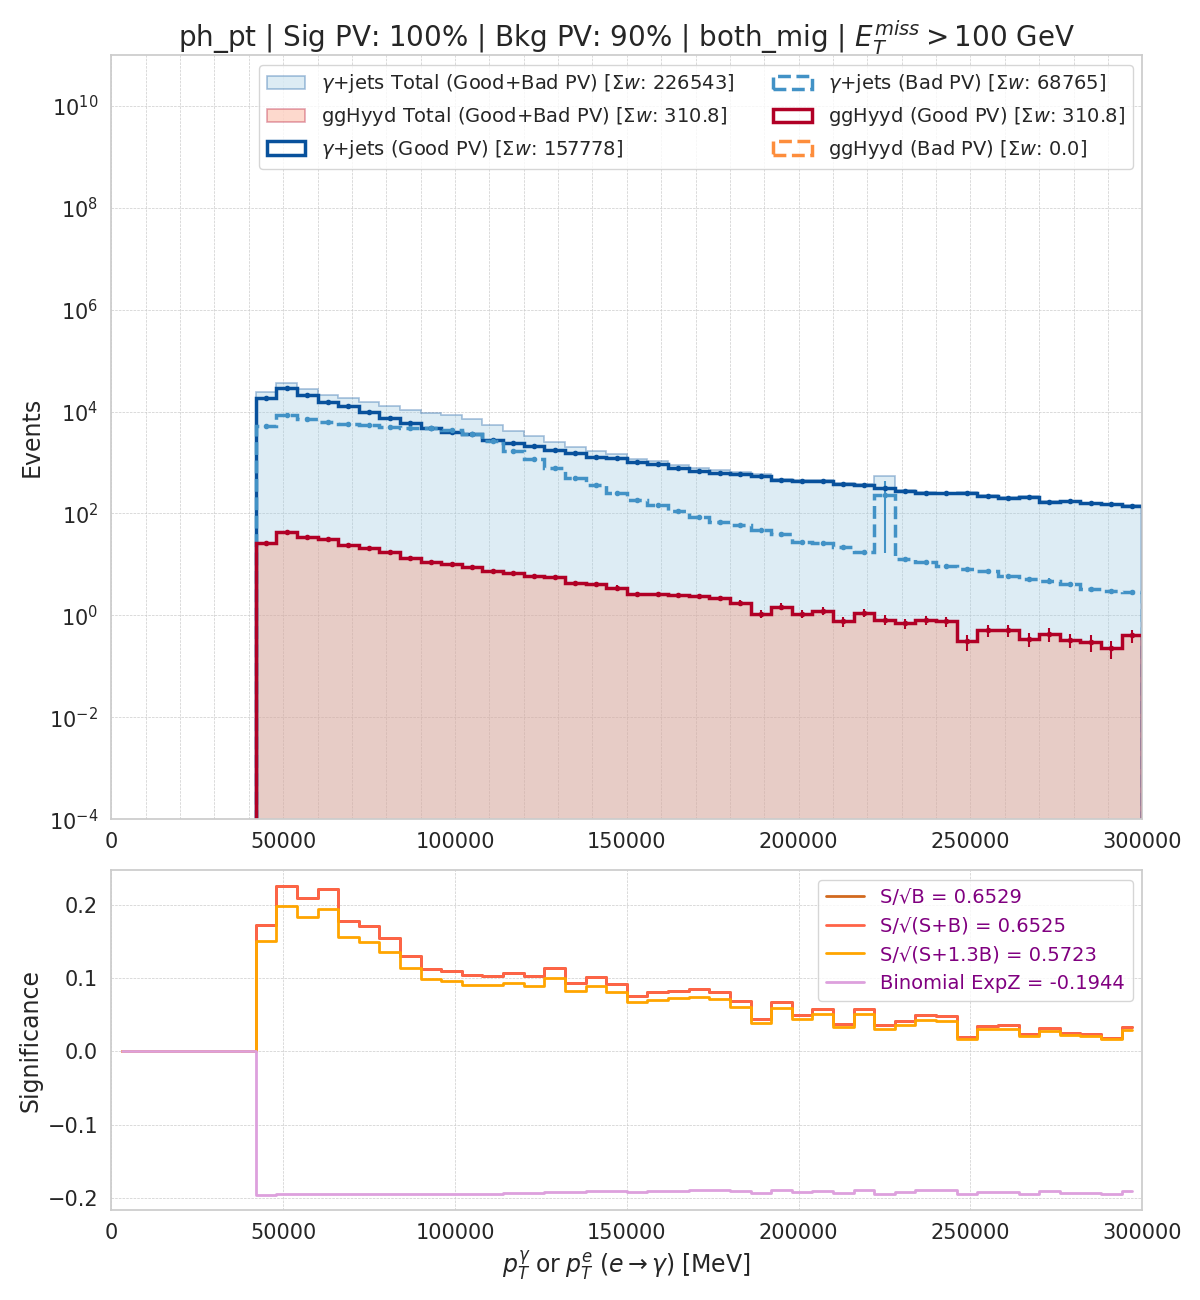 ph_pt | Sig PV: 100% | Bkg PV: 90% | both_mig | E_T^{miss} > 100 GeV
γ+jets Total (Good+Bad PV) [Σw: 226543]
ggHyyd Total (Good+Bad PV) [Σw: 310.8]
γ+jets (Good PV) [Σw: 157778]
γ+jets (Bad PV) [Σw: 68765]
ggHyyd (Good PV) [Σw: 310.8]
ggHyyd (Bad PV) [Σw: 0.0]
Events
10^{10}
10^{8}
10^{6}
10^{4}
10^{2}
10^{0}
10^{−2}
10^{−4}
0 50000 100000 150000 200000 250000 300000
S/√B = 0.6529
S/√(S+B) = 0.6525
S/√(S+1.3B) = 0.5723
Binomial ExpZ = -0.1944
Significance
0.2
0.1
0.0
−0.1
−0.2
0 50000 100000 150000 200000 250000 300000
p_T^γ or p_T^e (e→γ) [MeV]